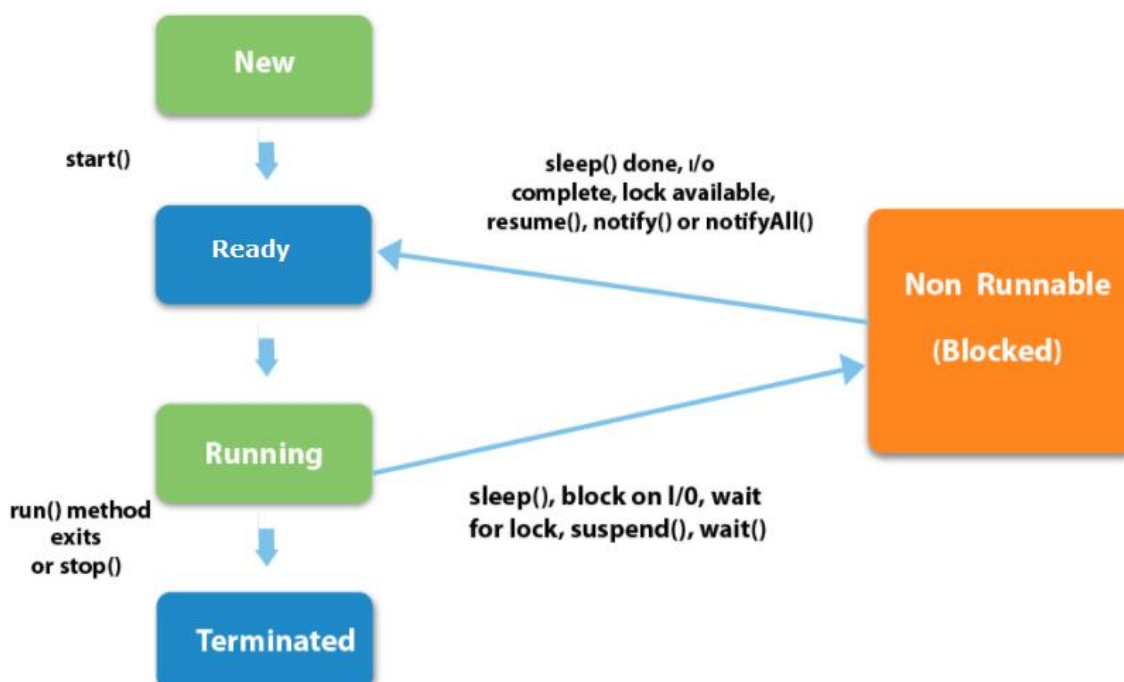 New
start()
sleep() done, I/o
complete, lock available,
resume(), notify() or notifyAll()
Ready
Non Runnable
(Blocked)
Running
sleep(), block on I/0, wait
for lock, suspend(), wait()
run() method
exits
or stop()
Terminated